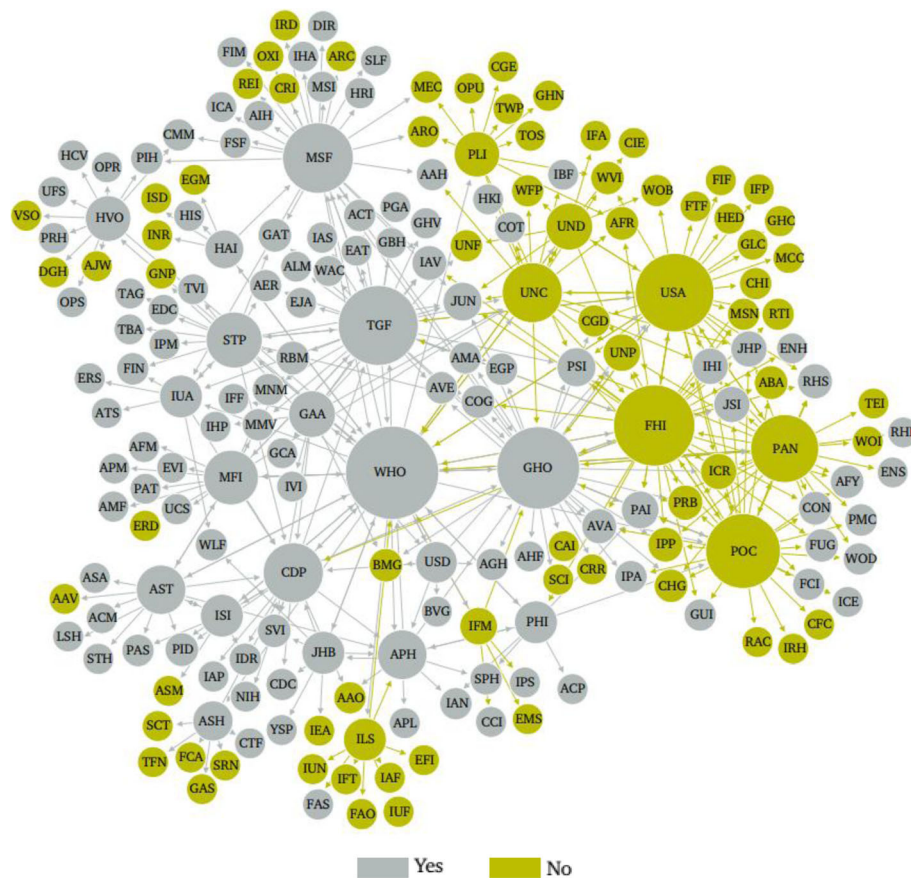 IRD DIR
FIM OXI IHA ARC SLF
REI CRI MSI HRI
ICA AIH
CMM FSF MSF
MEC OPU CGE GHN
TWP
ARO PLI TOS
IFA CIE
HCV OPR PIH
UFS EGM
VSO HVO ISD HIS
PRH INR HAI
DGH AJW GNP
OPS
AAH IBF
HKI WFP WVI WOB
COT UND AFR
UNF
FIF IFP
FTF HED GHC
GLC MCC
CHI
MSN RTI
ACT PGA
GAT IAS GBH GHV
EAT
ALM WAC IAV
AER
EJA
TGF JUN UNC USA
TAG TVI
EDC
TBA IPM STP
FIN RBM
ERS IUA IFF MNM
ATS IHP MMV GAA
GCA
AMA EGP
AVE COG
CGD
PSI UNP
IHI JHP ENH
JSI ABA RHS
FHI
TEI
PAN WOI RHI
ENS
AFM
APM EVI MFI
PAT
AMF UCS
ERD
WLF
IVI WHO GHO
ICR
PRB AFY
CON PMC
PAI
AVA
IPP POC FUG WOD
CAI
AHF CRR
SCI IPA CHG FCI ICE
GUI CFC
RAC IRH
ASA AST
AAV
ACM ISI
LSH
STH PAS PID
CDP BMG USD AGH
BVG
IFM PHI
SVI
IDR JHB APH
IAP
ASM NIH CDC AAO
SPH IPS ACP
IAN
CCI EMS
SCT ASH
CTF YSP IEA APL
TFN FCA SRN ILS
GAS
IUN IFT IAF EFI
FAS FAO IUF
Yes No